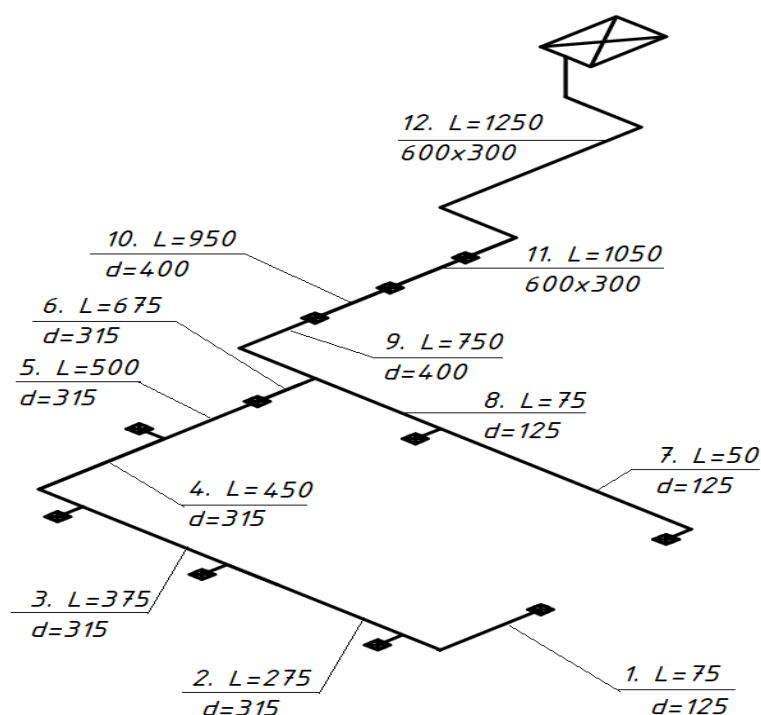 12. L=1250
600x300
10. L=950
d=400
11. L=1050
600x300
6. L=675
d=315
9. L=750
d=400
5. L=500
d=315
8. L=75
d=125
7. L=50
d=125
4. L=450
d=315
3. L=375
d=315
2. L=275
d=315
1. L=75
d=125